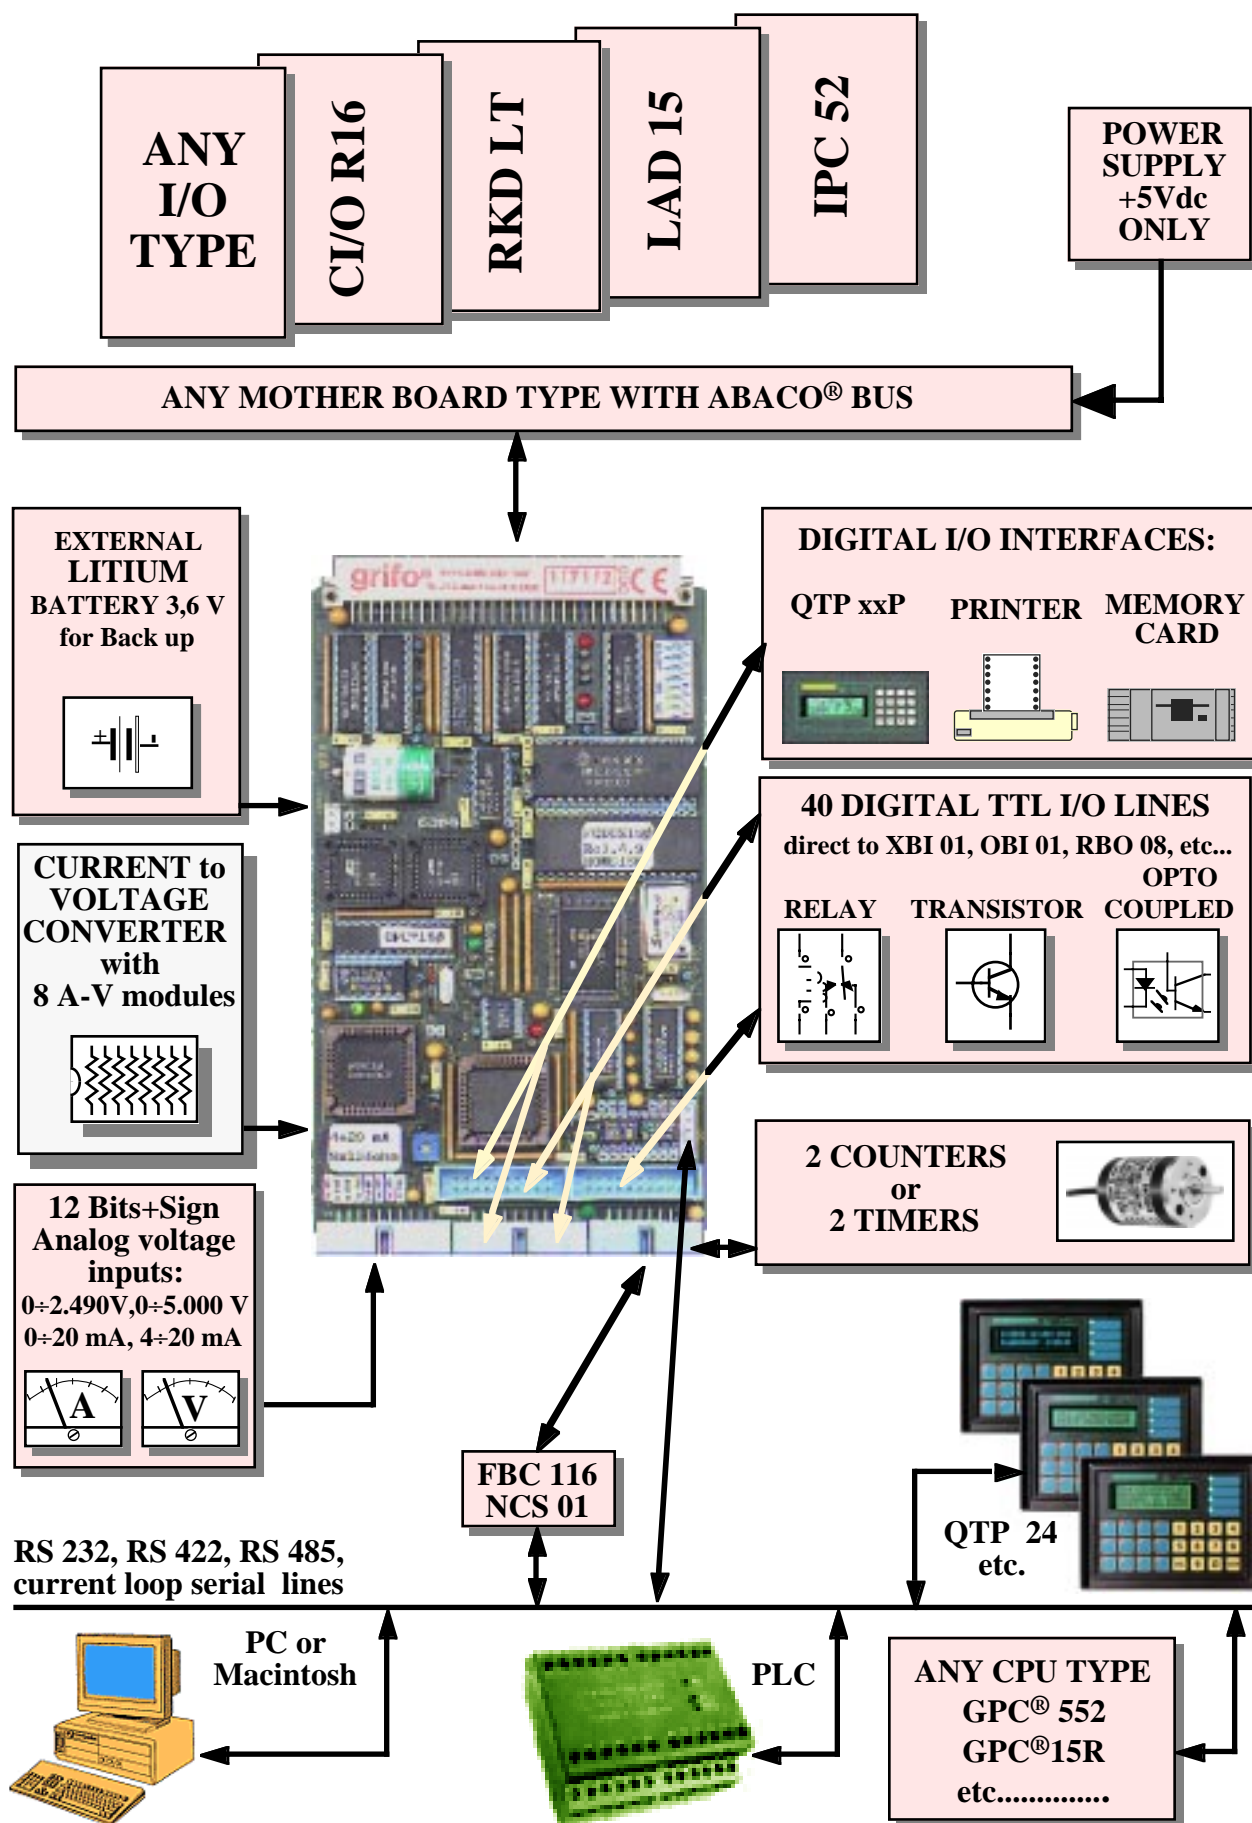 ANY
I/O
TYPE
CI/O R16
RKD LT
LAD 15
IPC 52
POWER
SUPPLY
+5Vdc
ONLY
ANY MOTHER BOARD TYPE WITH ABACO® BUS
EXTERNAL
LITIUM
BATTERY 3,6 V
for Back up
grifo®
DIGITAL I/O INTERFACES:
QTP xxP
PRINTER
MEMORY
CARD
40 DIGITAL TTL I/O LINES
direct to XBI 01, OBI 01, RBO 08, etc...
RELAY
TRANSISTOR
OPTO
COUPLED
CURRENT to
VOLTAGE
CONVERTER
with
8 A-V modules
4÷20 mA
2 COUNTERS
or
2 TIMERS
12 Bits+Sign
Analog voltage
inputs:
0÷2.490V,0÷5.000 V
0÷20 mA, 4÷20 mA
A
V
FBC 116
NCS 01
QTP 24
etc.
RS 232, RS 422, RS 485,
current loop serial lines
PC or
Macintosh
PLC
ANY CPU TYPE
GPC® 552
GPC®15R
etc..............